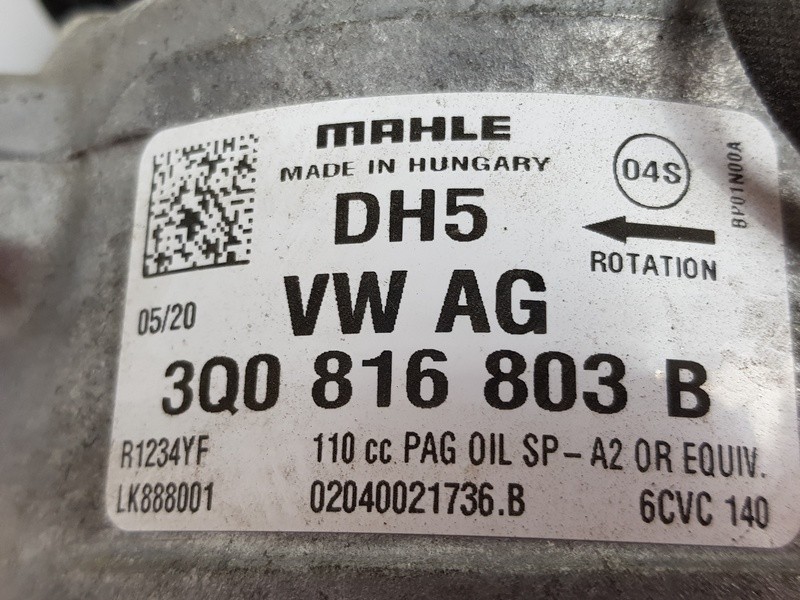 MAHLE
MADE IN HUNGARY
04S
BP01N00A
DH5
ROTATION
05/20
VW AG
3Q0 816 803 B
R1234YF 110 cc PAG OIL SP-A2 OR EQUIV.
LK888001 02040021736.B 6CVC 140